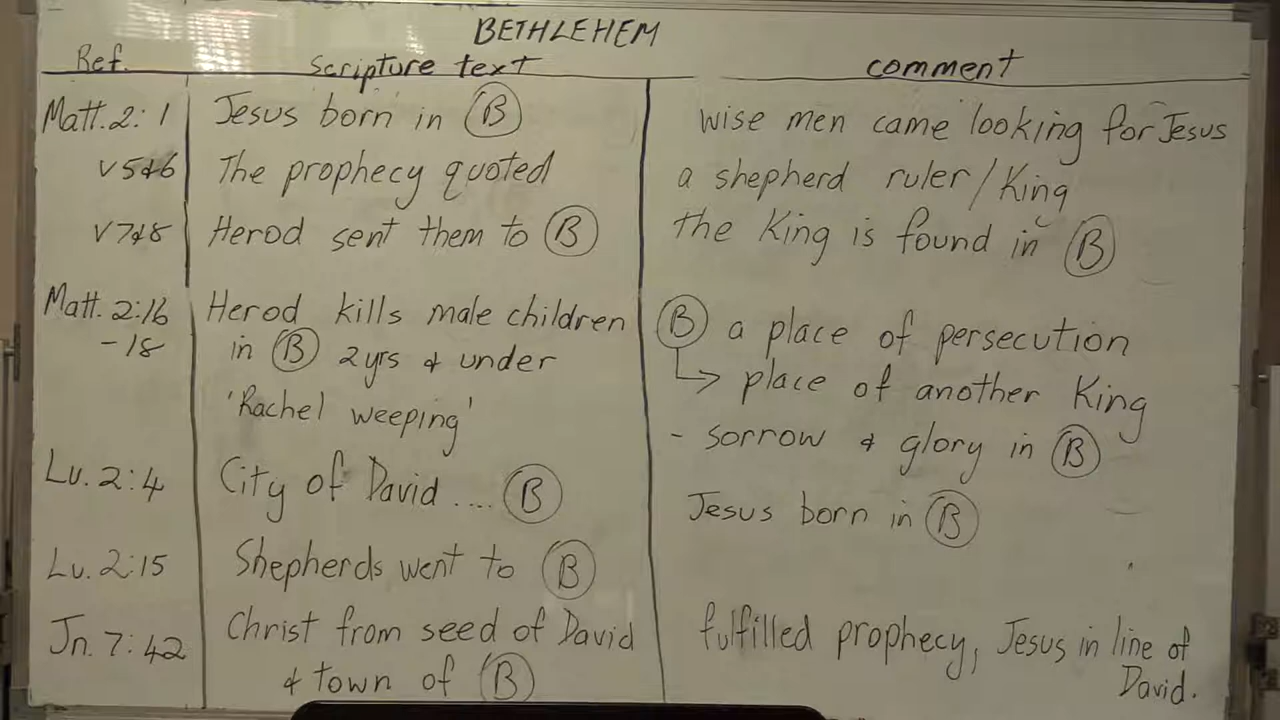 BETHLEHEM
Ref. Scripture text comment
Matt. 2:1 Jesus born in B wise men came looking for Jesus
v5&6 The prophecy quoted a shepherd ruler/King
v7&8 Herod sent them to B the King is found in B
Matt. 2:16 Herod kills male children B a place of persecution
-18 in B 2yrs & under place of another King
'Rachel weeping' - sorrow & glory in B
Lu. 2:4 City of David .... B Jesus born in B
Lu. 2:15 Shepherds went to B
Jn. 7:42 Christ from seed of David fulfilled prophecy, Jesus in line of
& town of B David.